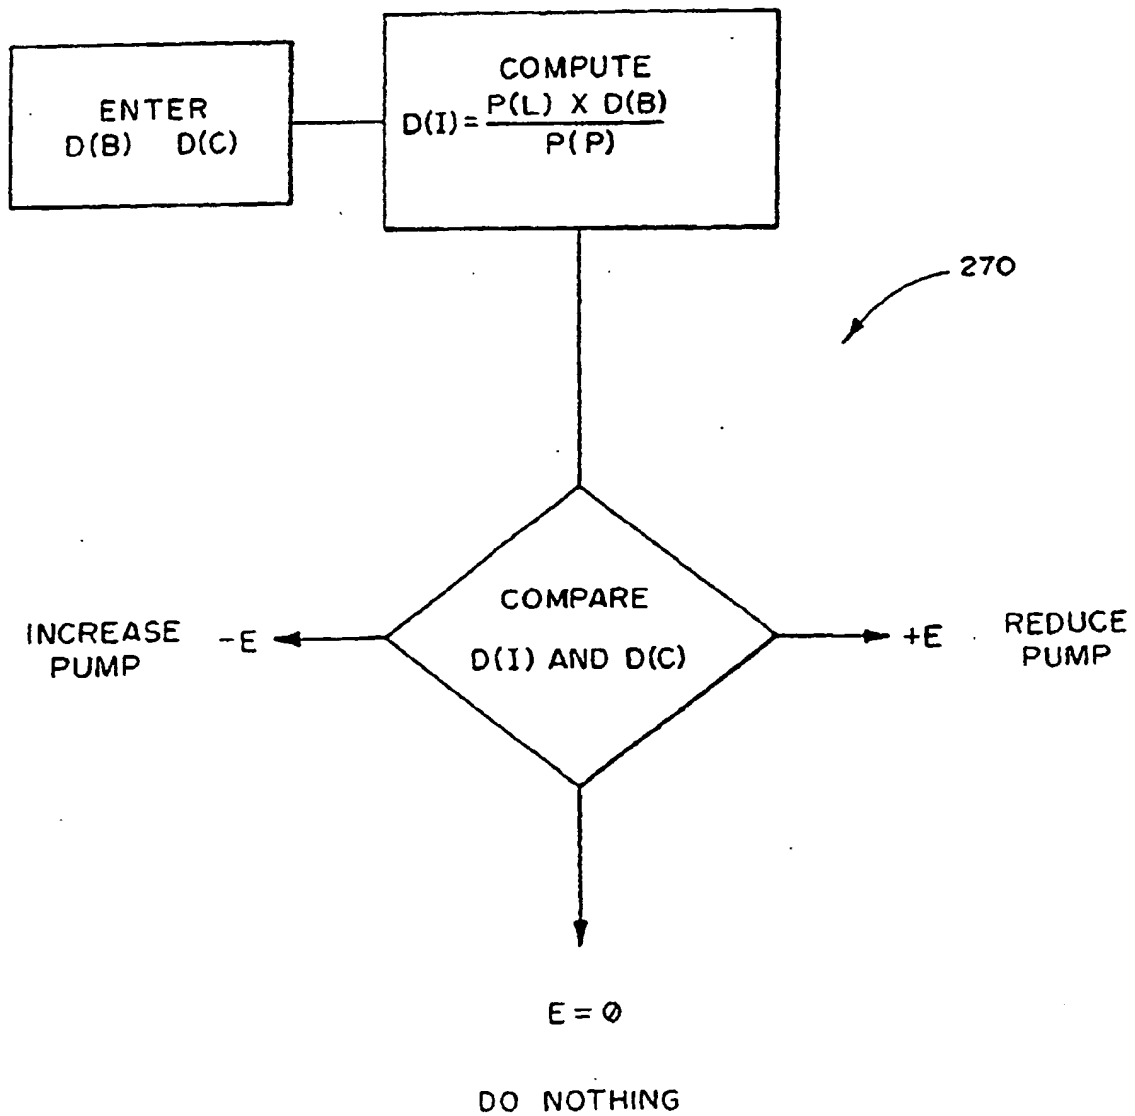 ENTER
D(B) D(C)
COMPUTE
D(I) = P(L) X D(B)
P(P)
270
COMPARE
D(I) AND D(C)
INCREASE
PUMP
-E
+E
REDUCE
PUMP
E = Ø
DO NOTHING